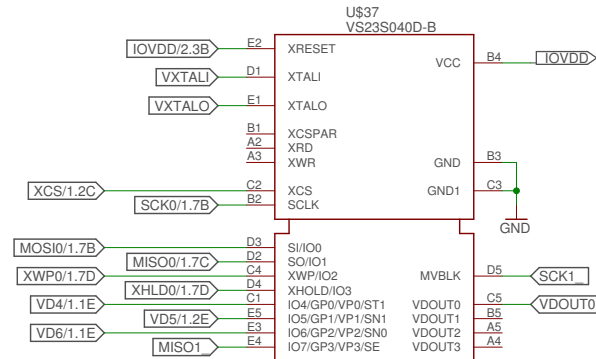 U$37
VS23S040D-B
IOVDD/2.3B E2 XRESET
VCC B4 IOVDD
VXTALI D1 XTALI
VXTALO E1 XTALO
B1 XCSPAR
A2 XRD
A3 XWR GND B3
XCS/1.2C C2 XCS GND1 C3
SCK0/1.7B B2 SCLK
GND
MOSI0/1.7B D3 SI/IO0
MISO0/1.7C D2 SO/IO1
XWP0/1.7D C4 XWP/IO2 MVBLK D5 SCK1_
XHLD0/1.7D D4 XHOLD/IO3
VD4/1.1E C1 IO4/GP0/VP0/ST1 VDOUT0 C5 VDOUT0
VD5/1.2E E5 IO5/GP1/VP1/SN1 VDOUT1 B5
VD6/1.1E E3 IO6/GP2/VP2/SN0 VDOUT2 A5
MISO1_ E4 IO7/GP3/VP3/SE VDOUT3 A4